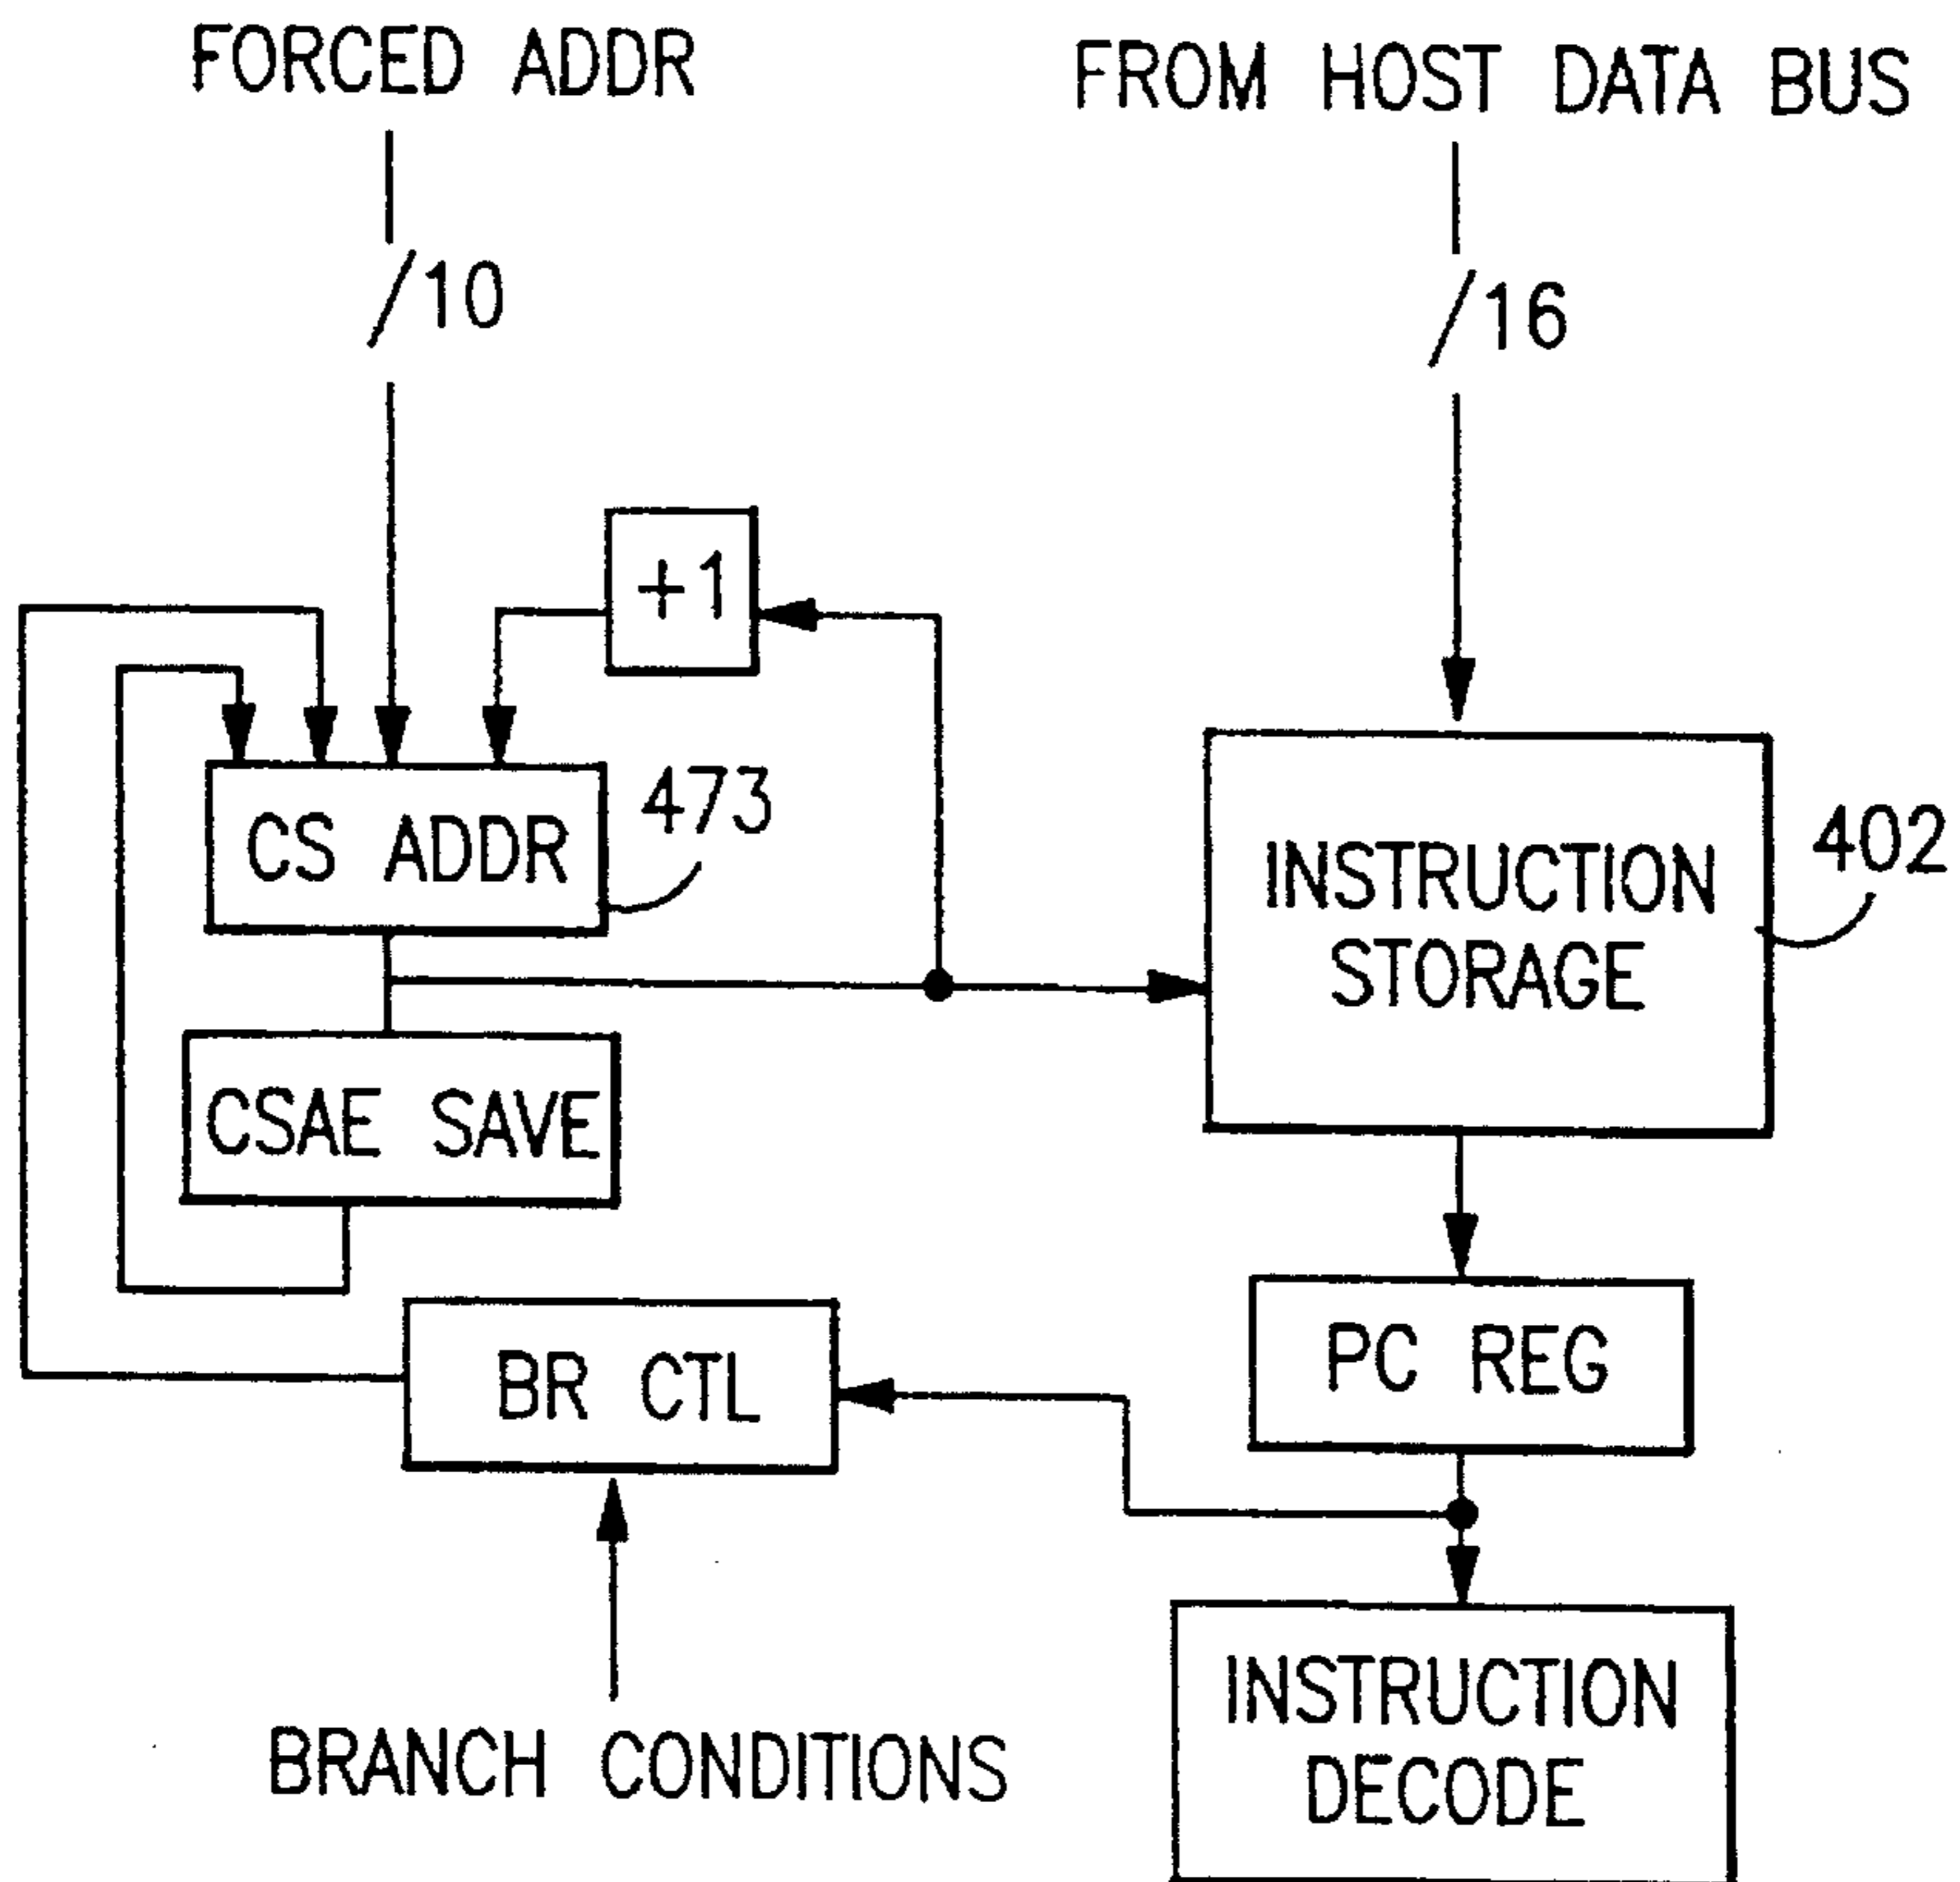 FORCED ADDR
FROM HOST DATA BUS
/10
/16
+1
CS ADDR
473
INSTRUCTION
STORAGE
402
CSAE SAVE
BR CTL
PC REG
BRANCH CONDITIONS
INSTRUCTION
DECODE